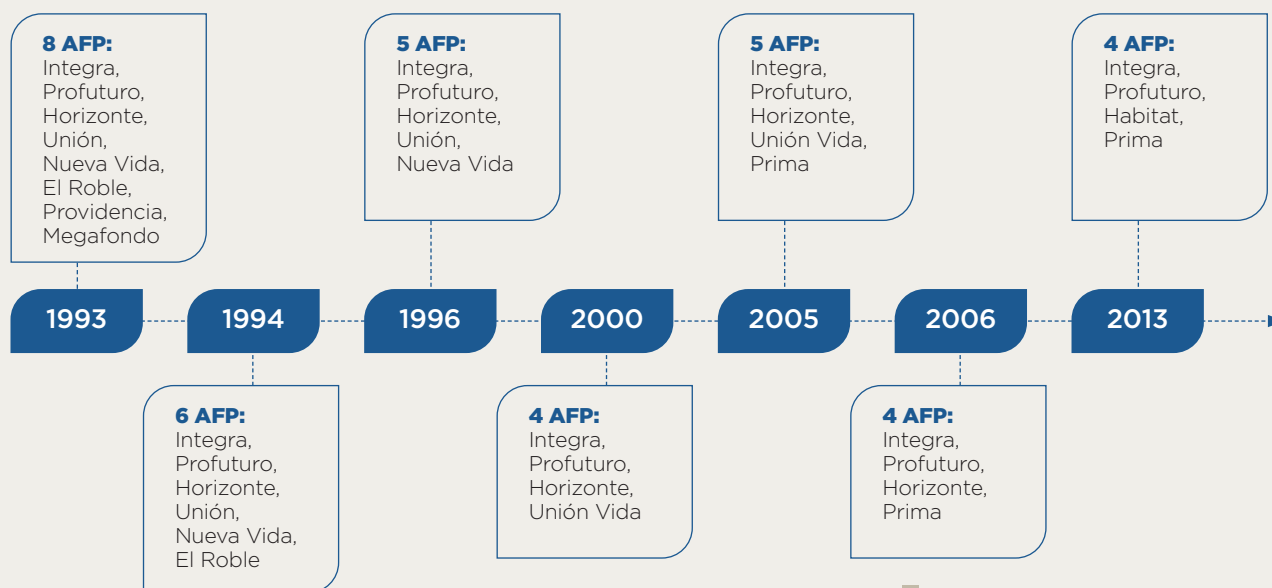 8 AFP:
Integra,
Profuturo,
Horizonte,
Unión,
Nueva Vida,
El Roble,
Providencia,
Megafondo
5 AFP:
Integra,
Profuturo,
Horizonte,
Unión,
Nueva Vida
5 AFP:
Integra,
Profuturo,
Horizonte,
Unión Vida,
Prima
4 AFP:
Integra,
Profuturo,
Habitat,
Prima
1993
1994
1996
2000
2005
2006
2013
6 AFP:
Integra,
Profuturo,
Horizonte,
Unión,
Nueva Vida,
El Roble
4 AFP:
Integra,
Profuturo,
Horizonte,
Unión Vida
4 AFP:
Integra,
Profuturo,
Horizonte,
Prima